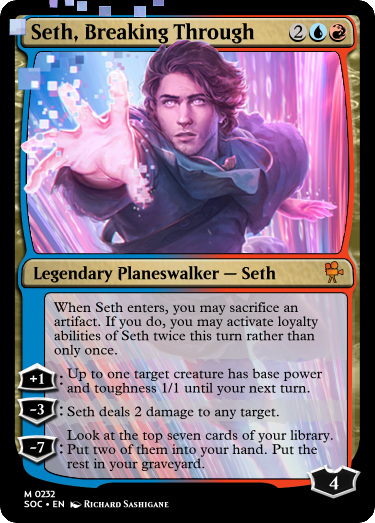 Seth, Breaking Through 2
Legendary Planeswalker — Seth
When Seth enters, you may sacrifice an
artifact. If you do, you may activate loyalty
abilities of Seth twice this turn rather than
only once.
+1: Up to one target creature has base power
and toughness 1/1 until your next turn.
-3: Seth deals 2 damage to any target.
Look at the top seven cards of your library.
-7: Put two of them into your hand. Put the
rest in your graveyard.
4
M 0232
SOC • EN Richard Sashigane